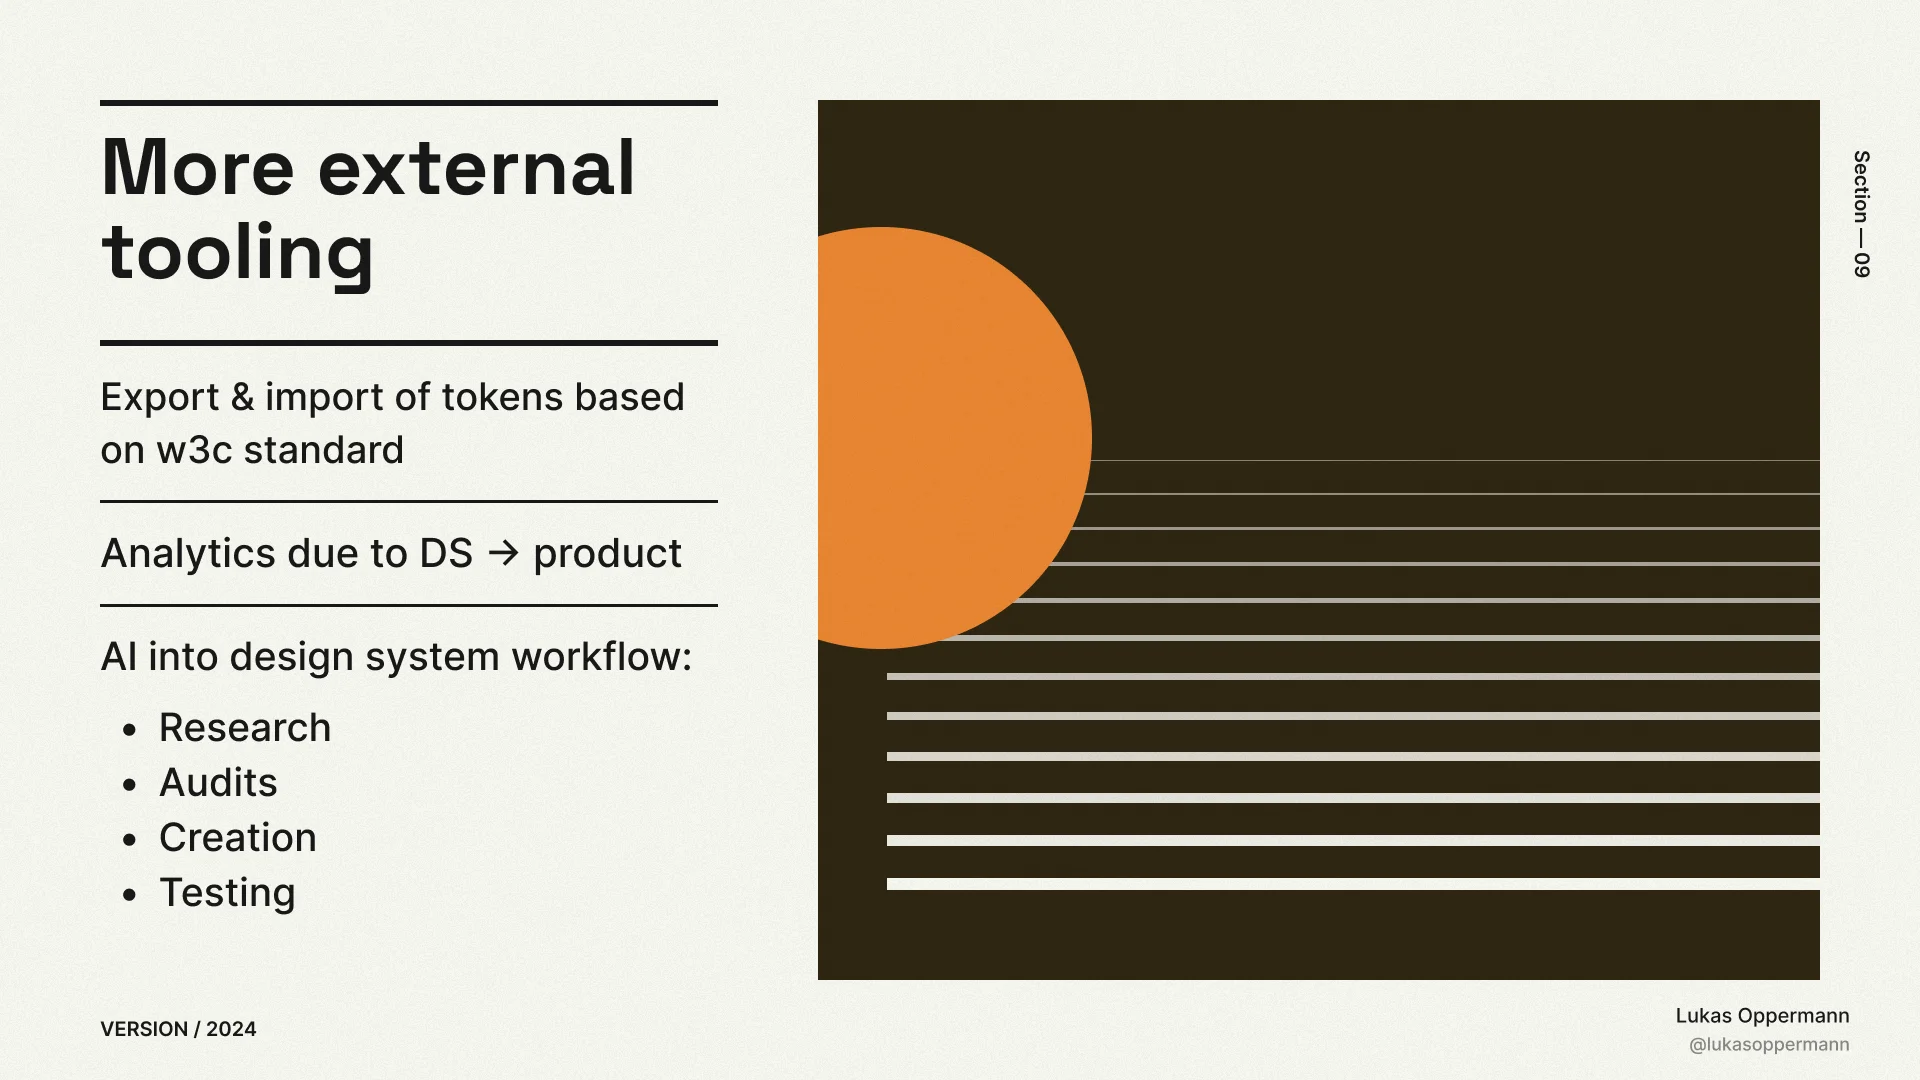 More external
tooling
Export & import of tokens based
on w3c standard
Analytics due to DS → product
AI into design system workflow:
• Research
• Audits
• Creation
• Testing
Section — 09
VERSION / 2024
Lukas Oppermann
@lukasoppermann